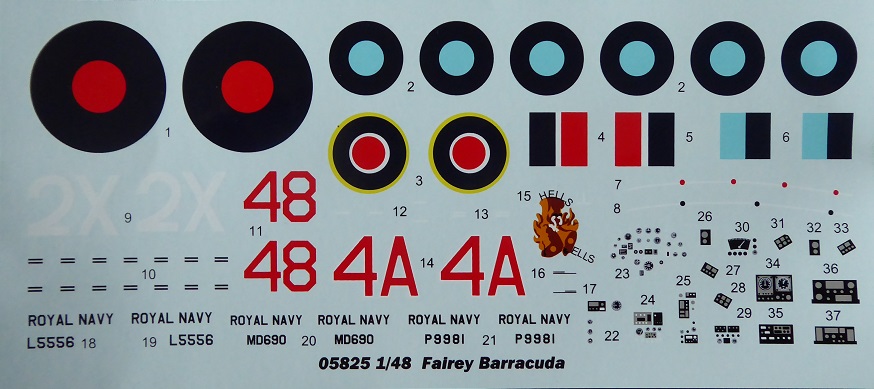 1
2
2
3
4
5
6
7
8
2X 2X
9
48
11
12
13
15
HELLS
HELLS
10
48
4A
14
4A
16
17
23
26
30
31
32
33
27
28
34
36
22
24
25
29
35
37
ROYAL NAVY
L5556
18
ROYAL NAVY
19
L5556
ROYAL NAVY
MD690
20
ROYAL NAVY
MD690
ROYAL NAVY
P9981
21
ROYAL NAVY
P9981
05825 1/48 Fairey Barracuda